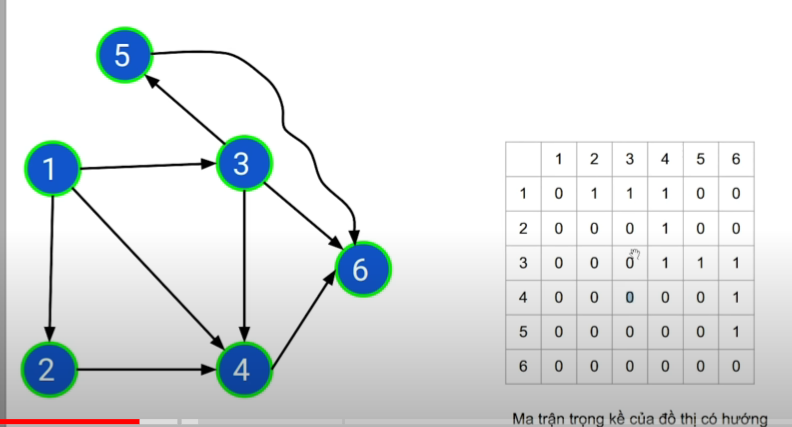 5
1
3
6
2
4
1 2 3 4 5 6
1 0 1 1 1 0 0
2 0 0 0 1 0 0
3 0 0 0 1 1 1
4 0 0 0 0 0 1
5 0 0 0 0 0 1
6 0 0 0 0 0 0
Ma trận trọng kề của đồ thị có hướng